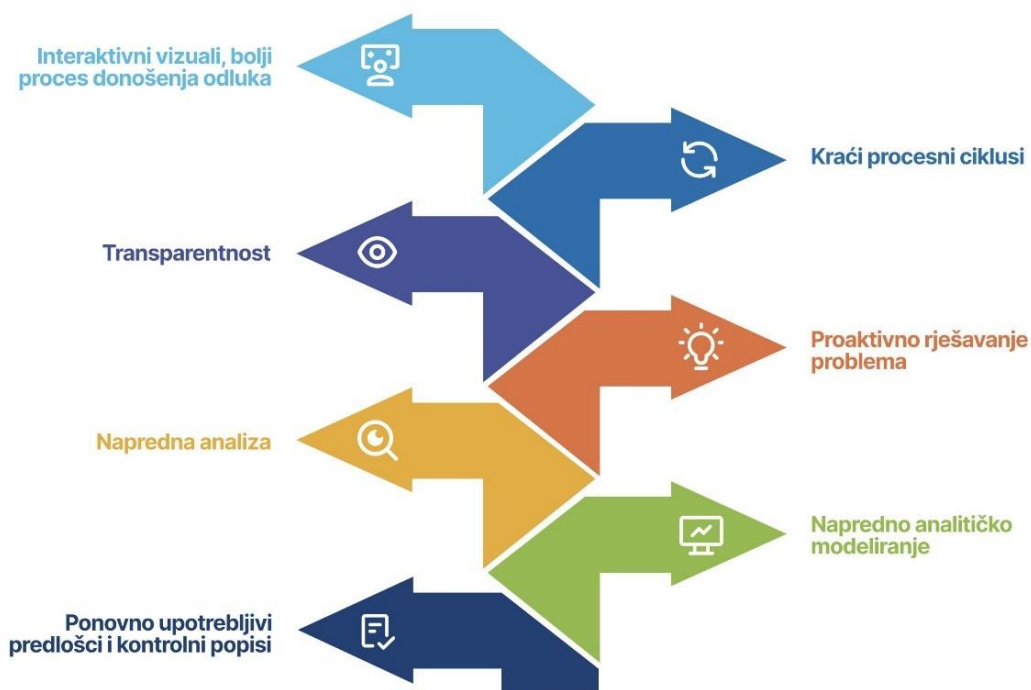 Interaktivni vizuali, bolji
proces donošenja odluka
Kraći procesni ciklusi
Transparentnost
Proaktivno rješavanje
problema
Napredna analiza
Napredno analitičko
modeliranje
Ponovno upotrebljivi
predlošci i kontrolni popisi